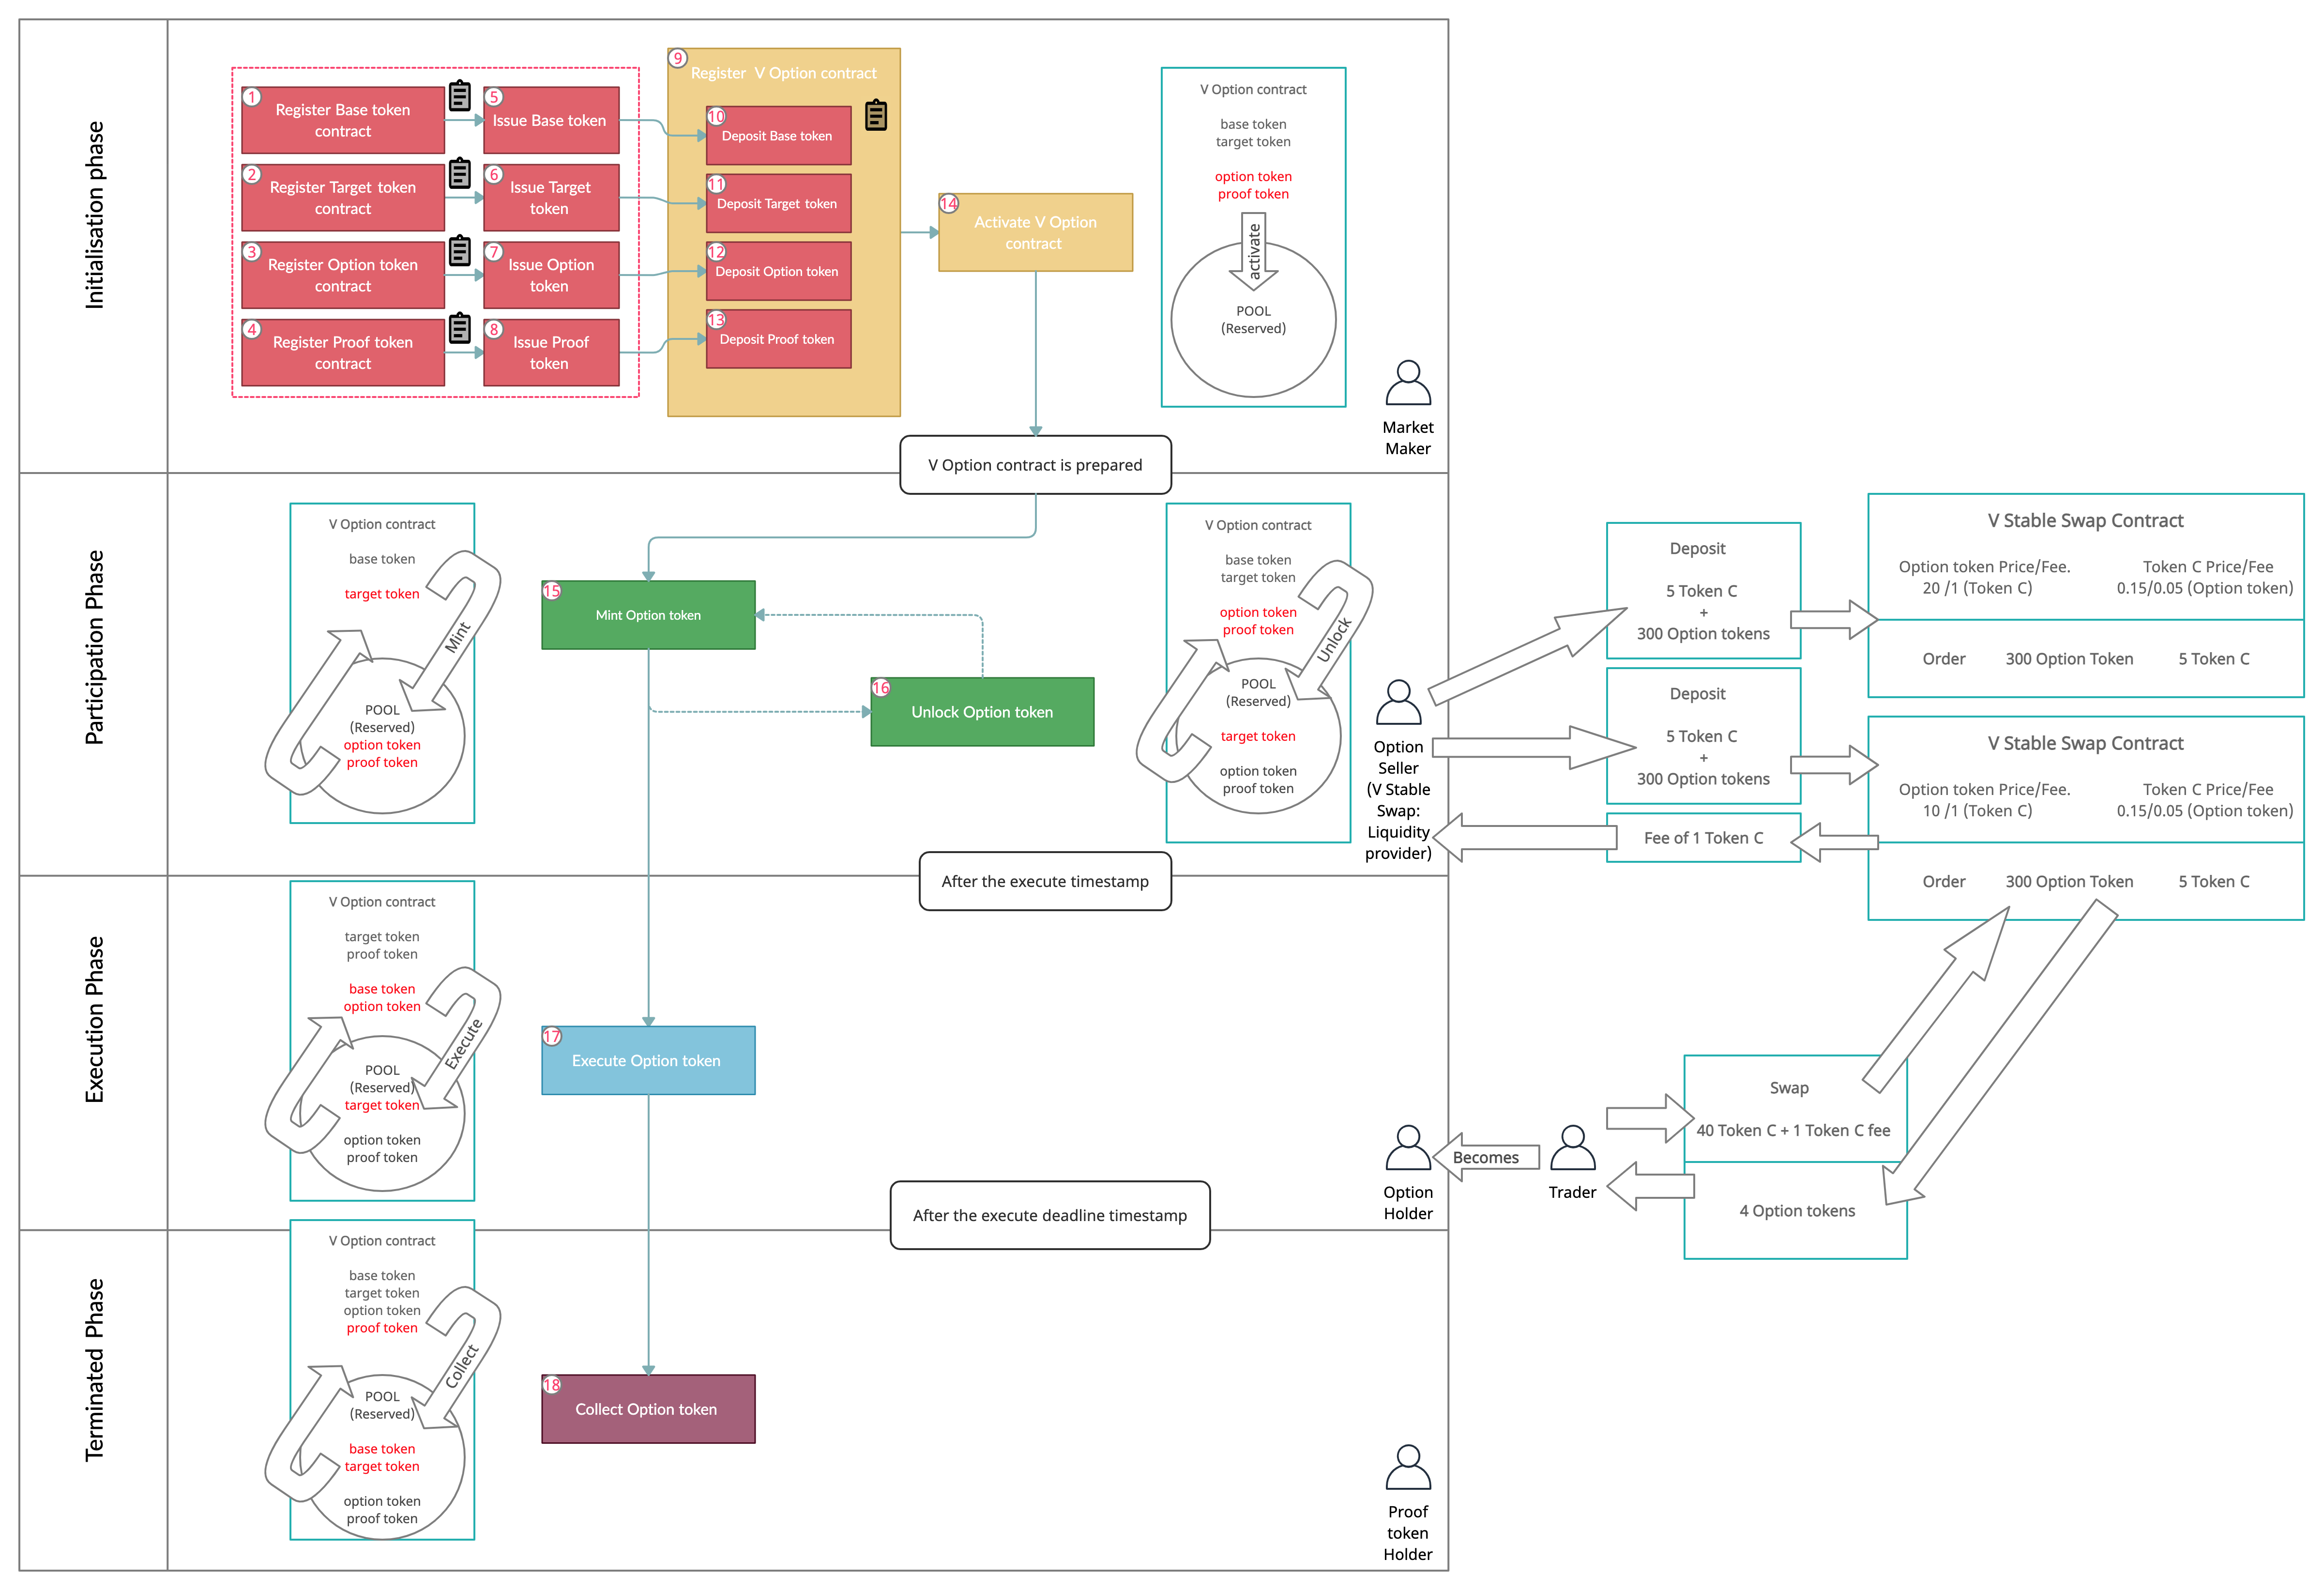 Initialisation phase
1
Register Base token
contract
5
Issue Base token
2
Register Target token
contract
6
Issue Target
token
3
Register Option token
contract
7
Issue Option
token
4
Register Proof token
contract
8
Issue Proof
token
9
Register V Option contract
10
Deposit Base token
11
Deposit Target token
12
Deposit Option token
13
Deposit Proof token
14
Activate V Option
contract
V Option contract
base token
target token
option token
proof token
activate
POOL
(Reserved)
Market
Maker
V Option contract is prepared
Participation Phase
V Option contract
base token
target token
Mint
POOL
(Reserved)
option token
proof token
15
Mint Option token
16
Unlock Option token
V Option contract
base token
target token
option token
proof token
Unlock
POOL
(Reserved)
target token
option token
proof token
Option
Seller
(V Stable
Swap:
Liquidity
provider)
Deposit
5 Token C
+
300 Option tokens
V Stable Swap Contract
Option token Price/Fee.
20 /1 (Token C)
Token C Price/Fee
0.15/0.05 (Option token)
Order
300 Option Token
5 Token C
Deposit
5 Token C
+
300 Option tokens
Fee of 1 Token C
V Stable Swap Contract
Option token Price/Fee.
10 /1 (Token C)
Token C Price/Fee
0.15/0.05 (Option token)
Order
300 Option Token
5 Token C
After the execute timestamp
Execution Phase
V Option contract
target token
proof token
base token
option token
Execute
POOL
(Reserved)
target token
option token
proof token
17
Execute Option token
Option
Holder
Becomes
Trader
Swap
40 Token C + 1 Token C fee
4 Option tokens
After the execute deadline timestamp
Terminated Phase
V Option contract
base token
target token
option token
proof token
Collect
POOL
(Reserved)
base token
target token
option token
proof token
18
Collect Option token
Proof
token
Holder